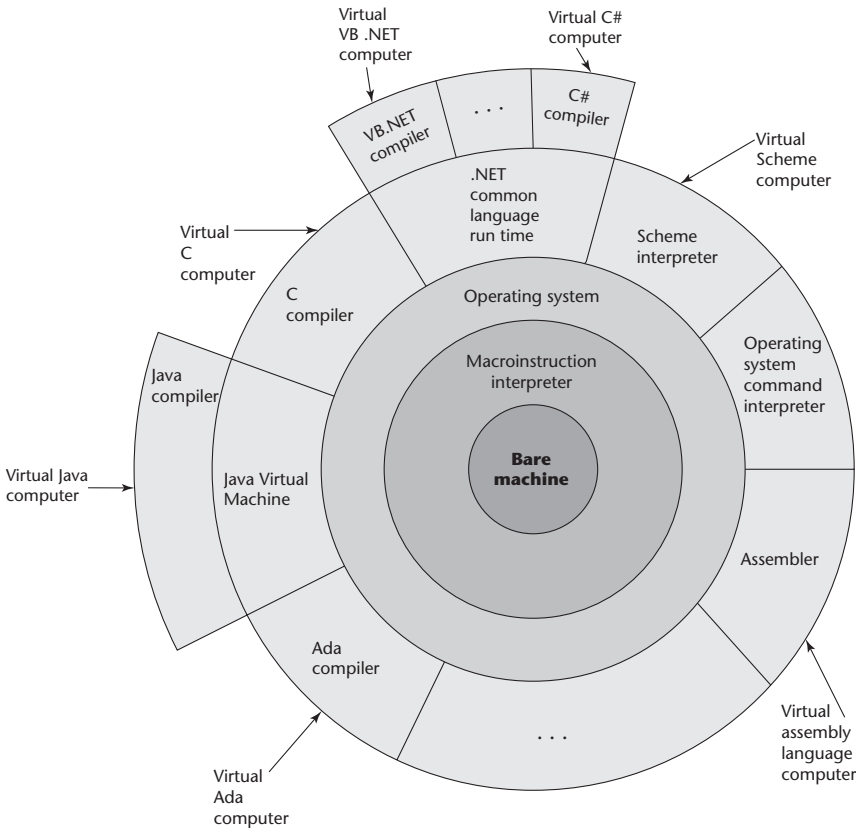 Virtual
VB .NET
computer
Virtual C#
computer
VB.NET
compiler
. . .
C#
compiler
Virtual
Scheme
computer
.NET
common
language
run time
Virtual
C
computer
Scheme
interpreter
C
compiler
Operating system
Operating
system
command
interpreter
Macroinstruction
interpreter
Java
compiler
Bare
machine
Virtual Java
computer
Java Virtual
Machine
Assembler
Ada
compiler
. . .
Virtual
assembly
language
computer
Virtual
Ada
computer